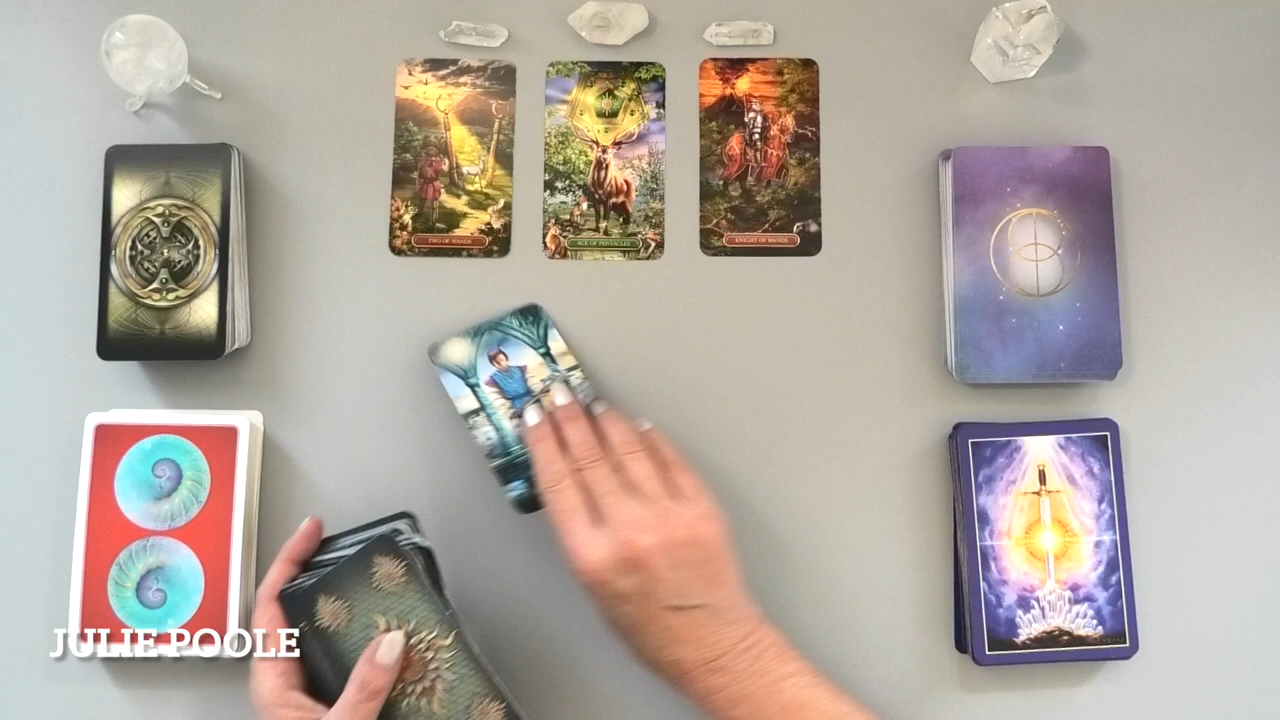 TWO OF WANDS
ACE OF PENTACLES
KNIGHT OF WANDS
JULIE POOLE